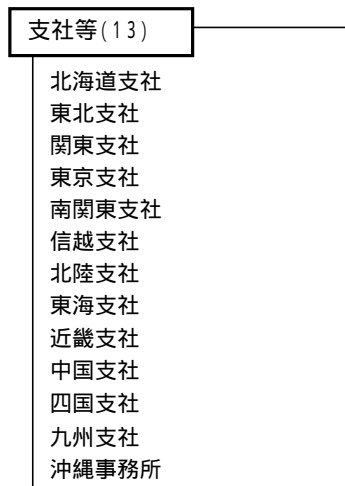 支社等(13)
北海道支社
東北支社
関東支社
東京支社
南関東支社
信越支社
北陸支社
東海支社
近畿支社
中国支社
四国支社
九州支社
沖縄事務所